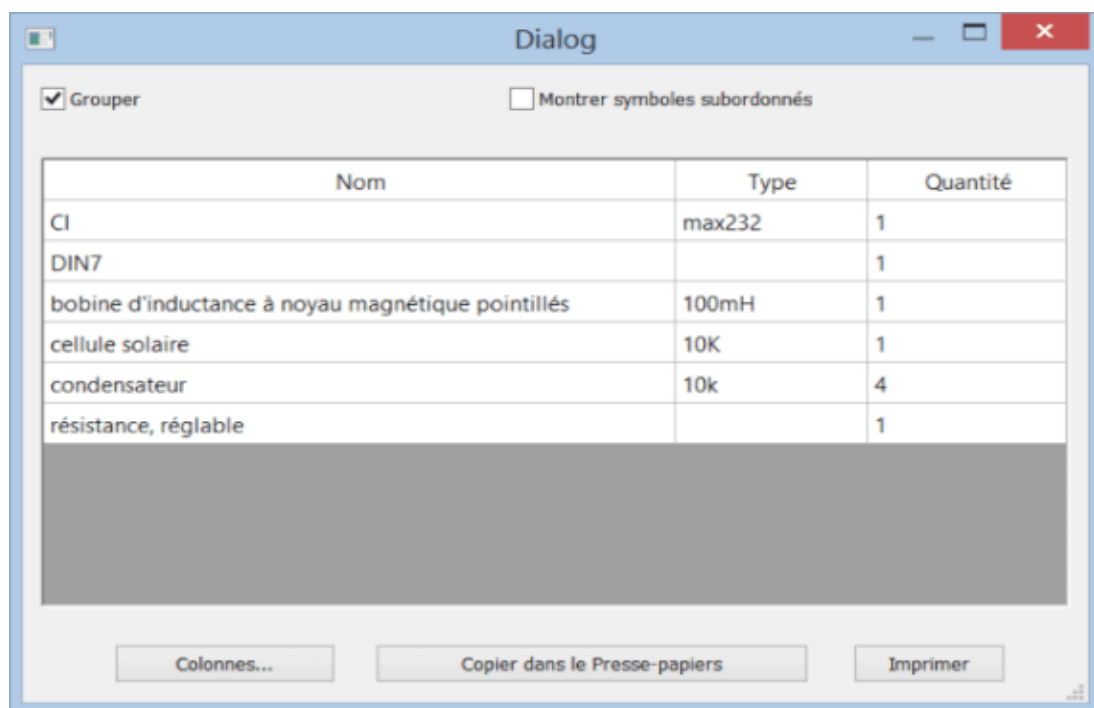 Dialog
Grouper Montrer symboles subordonnés
Nom Type Quantité
CI max232 1
DIN7 1
bobine d'inductance à noyau magnétique pointillés 100mH 1
cellule solaire 10K 1
condensateur 10k 4
résistance, réglable 1
Colonnes... Copier dans le Presse-papiers Imprimer